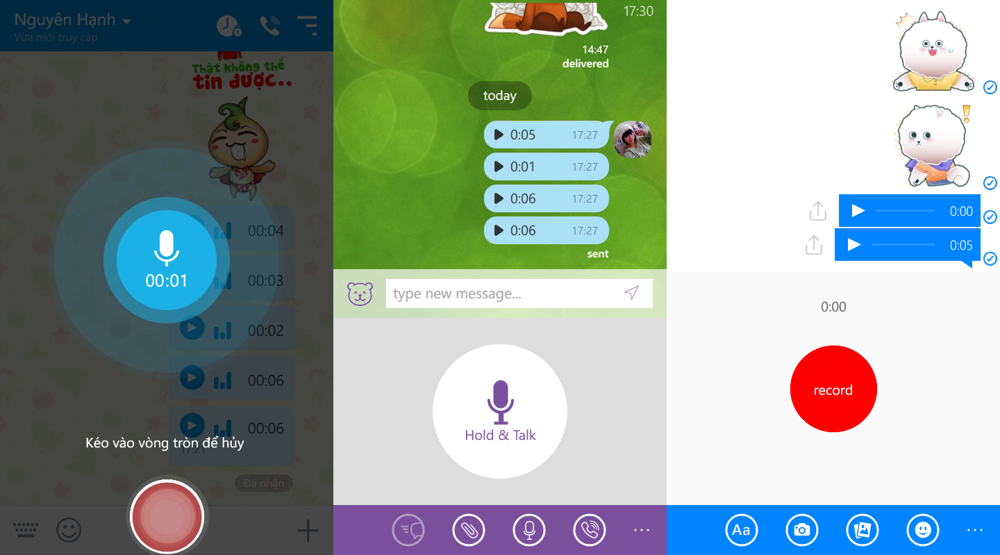 Nguyên Hạnh
Vừa mới truy cập
Thật không thể
tin được..
00:04
00:03
00:01
00:02
00:06
00:06
17:21
Kéo vào vòng tròn để hủy
Đã nhận
17:30
14:47
delivered
today
0:05 17:27
0:01 17:27
0:06 17:27
0:06 17:27
sent
type new message...
Hold & Talk
0:00
0:05
0:00
record
Aa